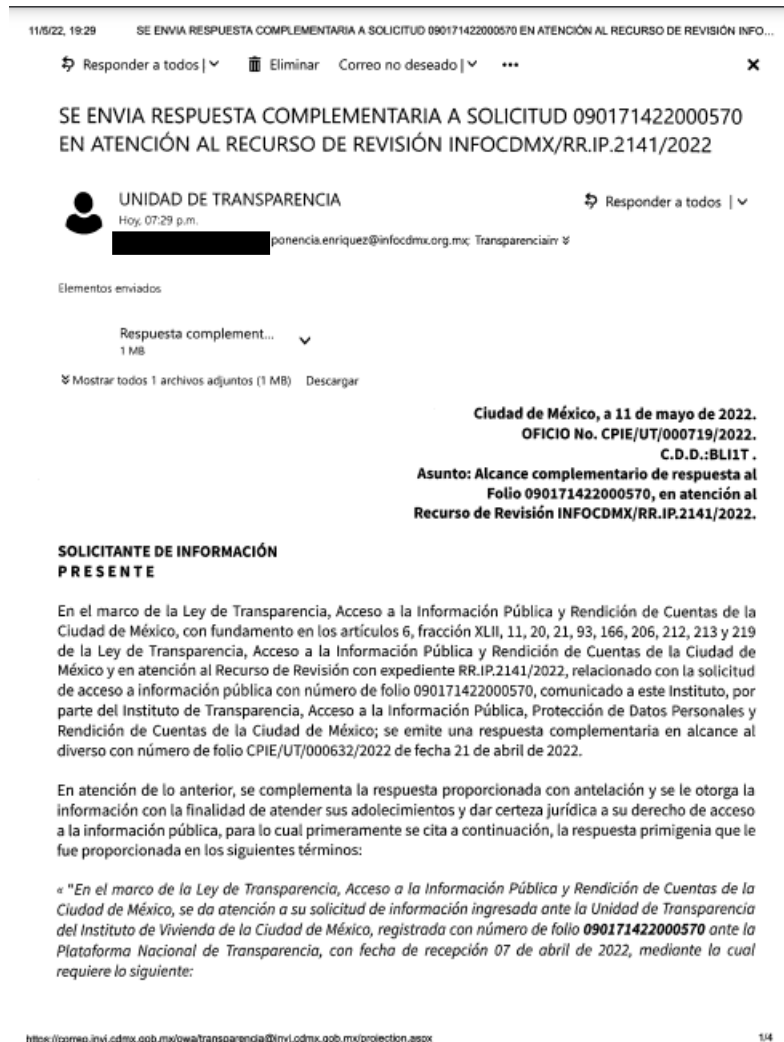 11/5/22, 19:29 SE ENVIA RESPUESTA COMPLEMENTARIA A SOLICITUD 090171422000570 EN ATENCIÓN AL RECURSO DE REVISIÓN INFO...
Responder a todos | Eliminar Correo no deseado | ...
SE ENVIA RESPUESTA COMPLEMENTARIA A SOLICITUD 090171422000570
EN ATENCIÓN AL RECURSO DE REVISIÓN INFOCDMX/RR.IP.2141/2022
UNIDAD DE TRANSPARENCIA Responder a todos |
Hoy, 07:29 p.m.
ponencia.enriquez@infocdmx.org.mx;
Elementos enviados
Respuesta complement...
1 MB
Mostrar todos 1 archivos adjuntos (1 MB) Descargar
Ciudad de México, a 11 de mayo de 2022.
OFICIO No. CPIE/UT/000719/2022.
C.D.D.:BLI1T .
Asunto: Alcance complementario de respuesta al
Folio 090171422000570, en atención al
Recurso de Revisión INFOCDMX/RR.IP.2141/2022.
SOLICITANTE DE INFORMACIÓN
P R E S E N T E
En el marco de la Ley de Transparencia, Acceso a la Información Pública y Rendición de Cuentas de la
Ciudad de México, con fundamento en los artículos 6, fracción XLII, 11, 20, 21, 93, 166, 206, 212, 213 y 219
de la Ley de Transparencia, Acceso a la Información Pública y Rendición de Cuentas de la Ciudad de
México y en atención al Recurso de Revisión con expediente RR.IP.2141/2022, relacionado con la solicitud
de acceso a información pública con número de folio 090171422000570, comunicado a este Instituto, por
parte del Instituto de Transparencia, Acceso a la Información Pública, Protección de Datos Personales y
Rendición de Cuentas de la Ciudad de México; se emite una respuesta complementaria en alcance al
diverso con número de folio CPIE/UT/000632/2022 de fecha 21 de abril de 2022.
En atención de lo anterior, se complementa la respuesta proporcionada con antelación y se le otorga la
información con la finalidad de atender sus adolecimientos y dar certeza jurídica a su derecho de acceso
a la información pública, para lo cual primeramente se cita a continuación, la respuesta primigenia que le
fue proporcionada en los siguientes términos:
« "En el marco de la Ley de Transparencia, Acceso a la Información Pública y Rendición de Cuentas de la
Ciudad de México, se da atención a su solicitud de información ingresada ante la Unidad de Transparencia
del Instituto de Vivienda de la Ciudad de México, registrada con número de folio 090171422000570 ante la
Plataforma Nacional de Transparencia, con fecha de recepción 07 de abril de 2022, mediante la cual
requiere lo siguiente:
https://correo.invi.cdmx.gob.mx/owa/transparencia@invi.cdmx.gob.mx/projection.aspx 1/4